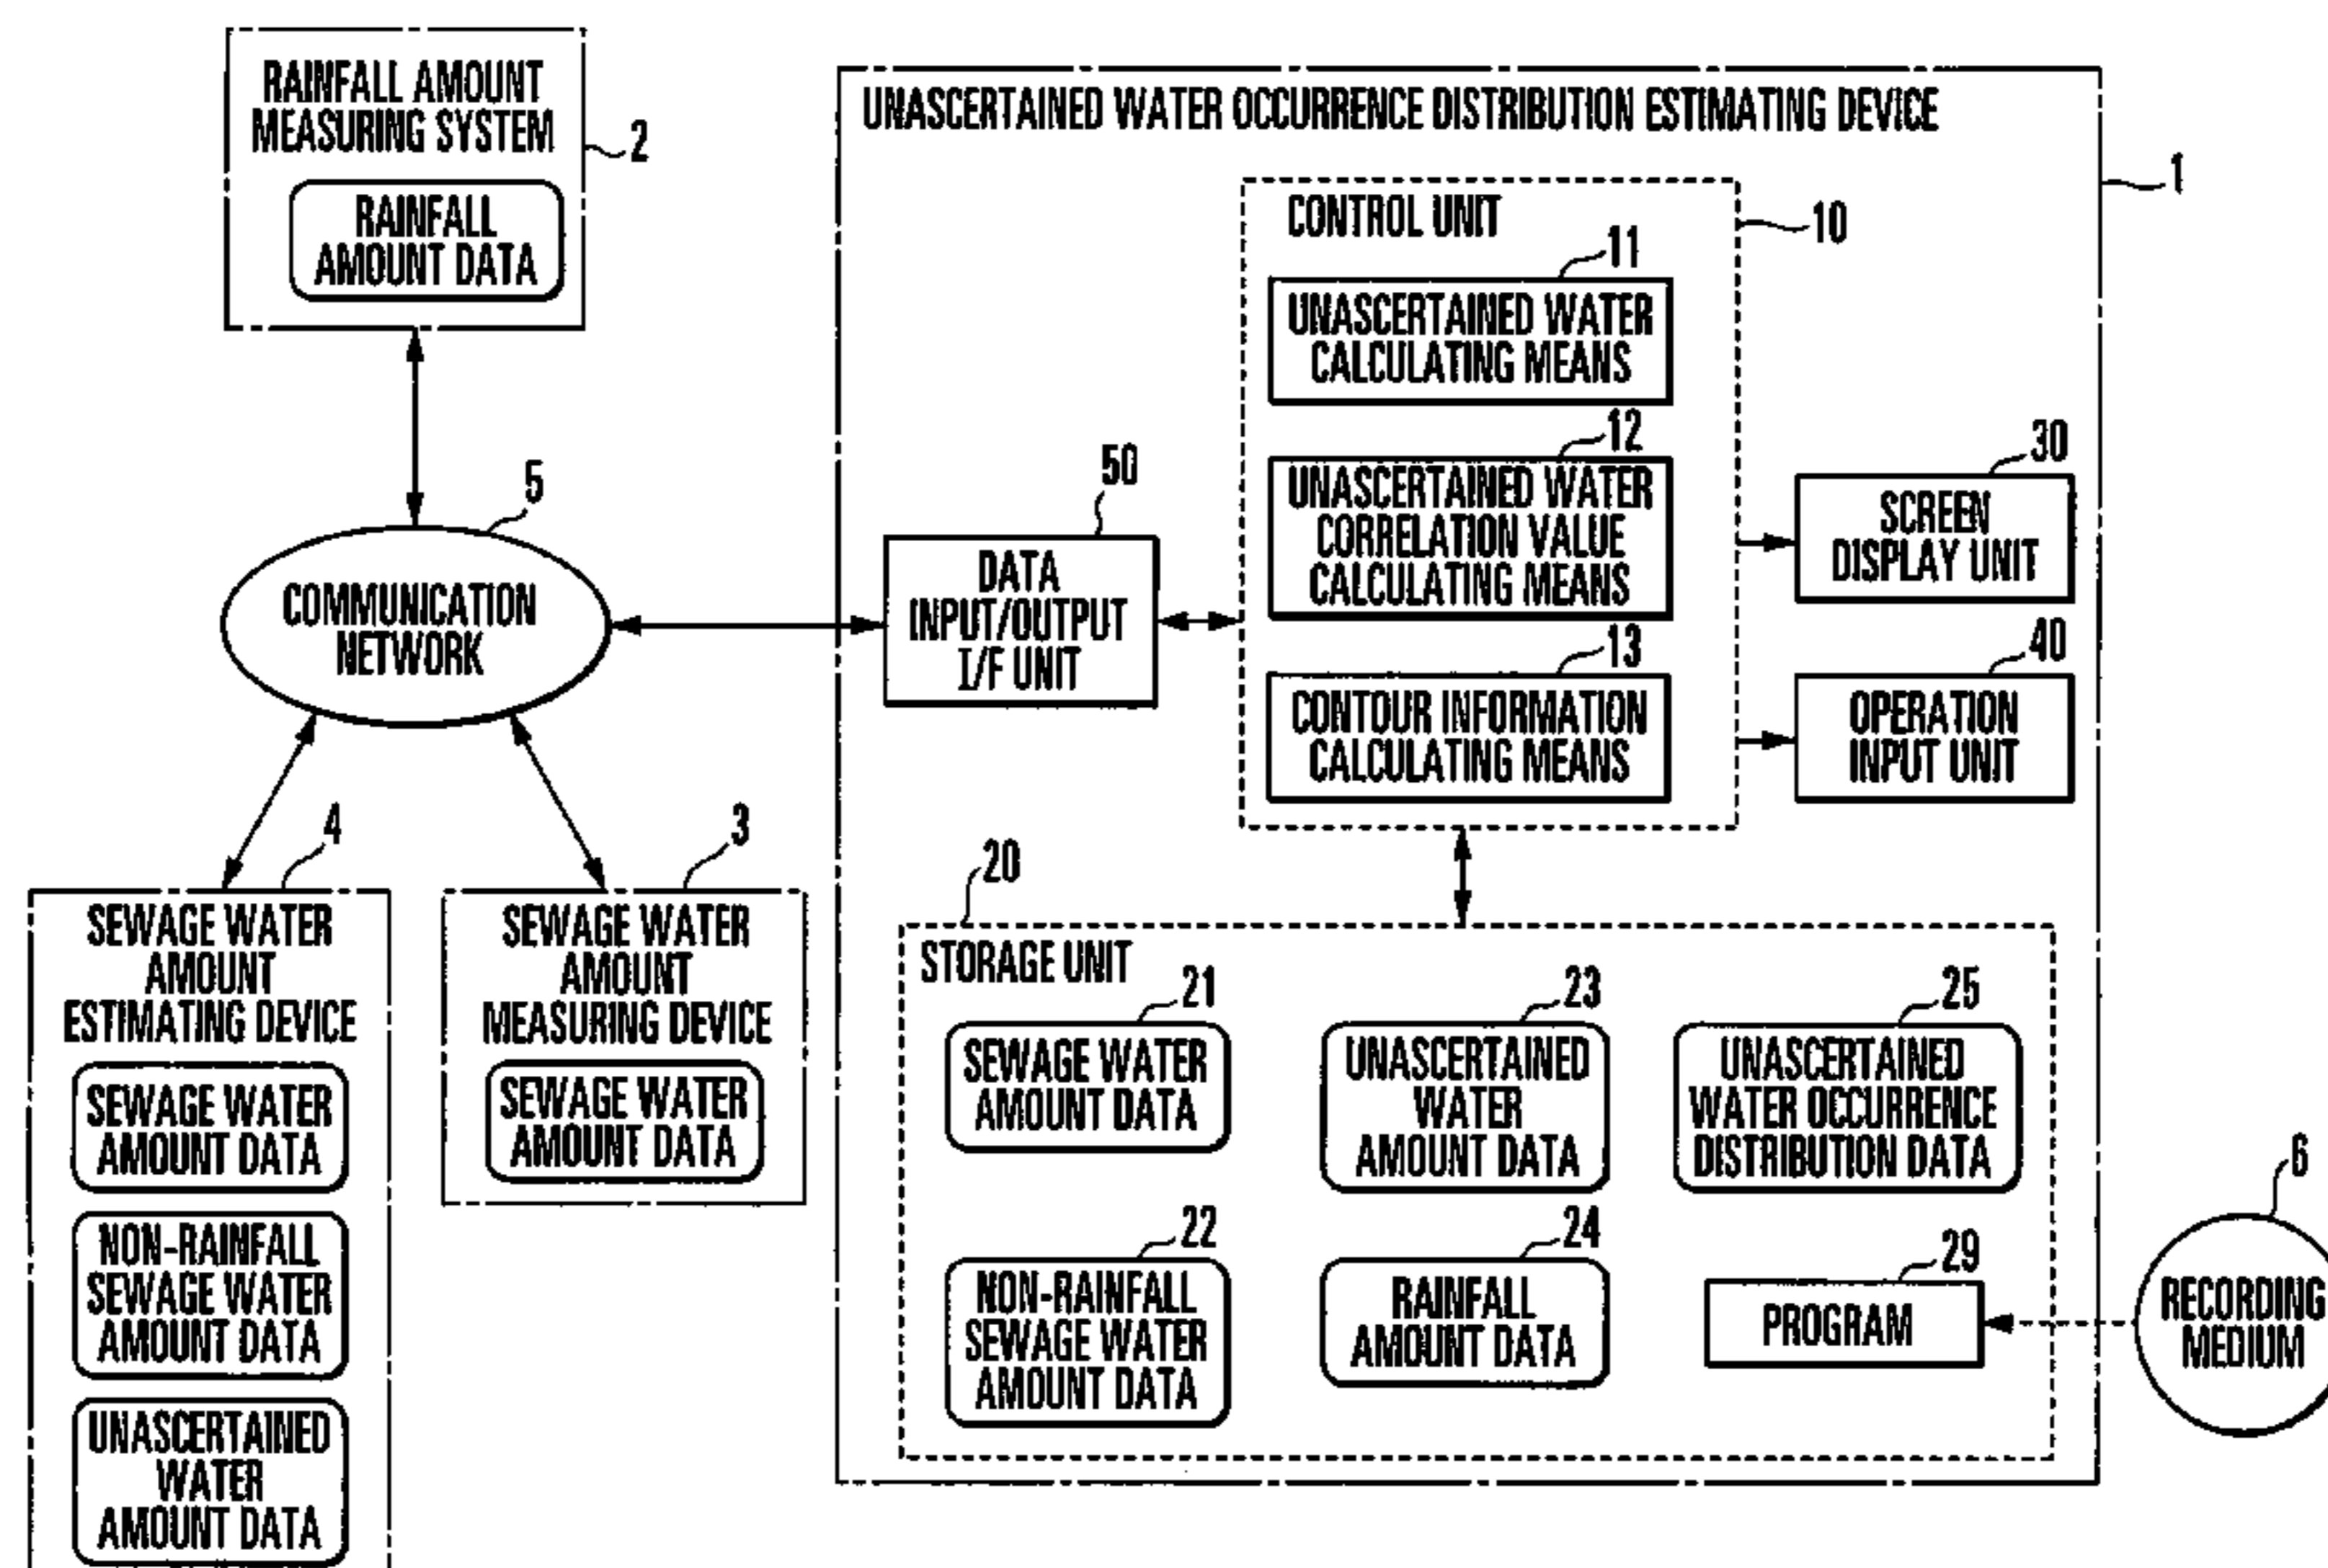 RAINFALL AMOUNT
MEASURING SYSTEM
2
RAINFALL
AMOUNT DATA
5
COMMUNICATION
NETWORK
4
SEWAGE WATER
AMOUNT
ESTIMATING DEVICE
SEWAGE WATER
AMOUNT DATA
NON-RAINFALL
SEWAGE WATER
AMOUNT DATA
UNASCERTAINED
WATER
AMOUNT DATA
3
SEWAGE WATER
AMOUNT
MEASURING DEVICE
SEWAGE WATER
AMOUNT DATA
UNASCERTAINED WATER OCCURRENCE DISTRIBUTION ESTIMATING DEVICE
1
50
DATA
INPUT/OUTPUT
I/F UNIT
CONTROL UNIT
10
11
UNASCERTAINED WATER
CALCULATING MEANS
12
UNASCERTAINED WATER
CORRELATION VALUE
CALCULATING MEANS
13
CONTOUR INFORMATION
CALCULATING MEANS
30
SCREEN
DISPLAY UNIT
40
OPERATION
INPUT UNIT
20
STORAGE UNIT
21
SEWAGE WATER
AMOUNT DATA
23
UNASCERTAINED
WATER
AMOUNT DATA
25
UNASCERTAINED
WATER OCCURRENCE
DISTRIBUTION DATA
22
NON-RAINFALL
SEWAGE WATER
AMOUNT DATA
24
RAINFALL
AMOUNT DATA
29
PROGRAM
6
RECORDING
MEDIUM